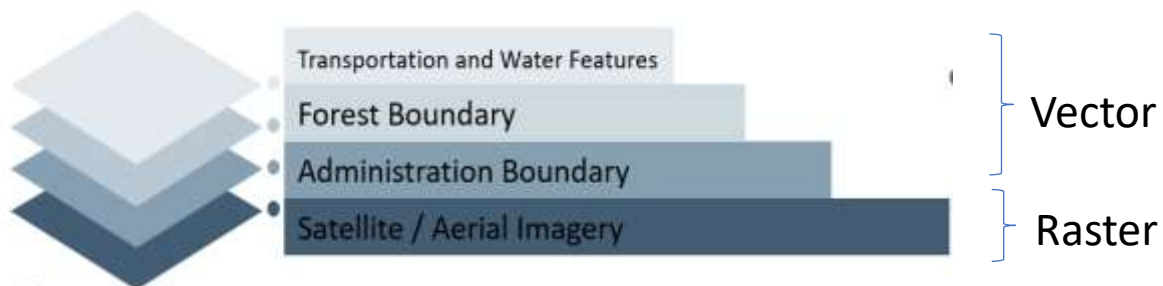 Transportation and Water Features
Forest Boundary
Administration Boundary
Satellite / Aerial Imagery
Vector
Raster